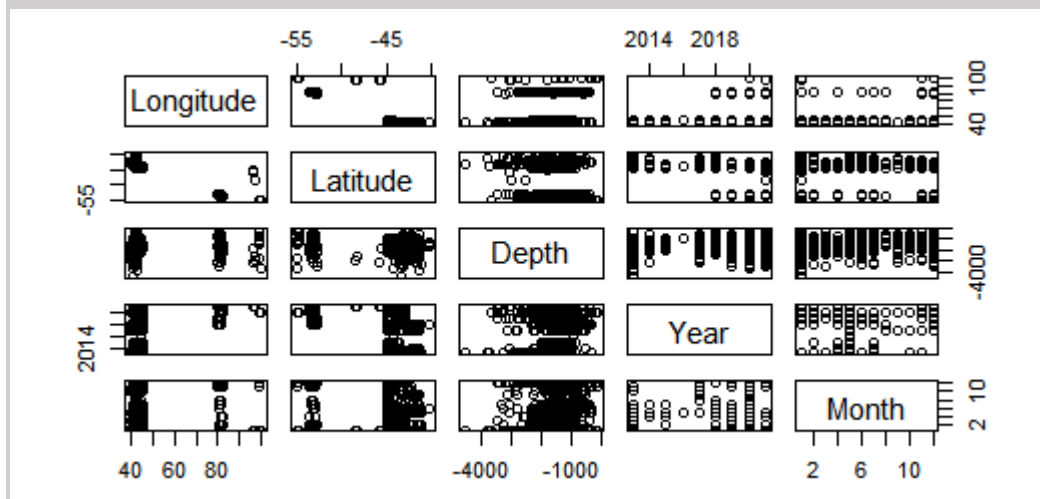 -55 -45 2014 2018
Longitude 40 100
-55 Latitude
Depth -4000
2014 Year
Month 2 10
40 60 80 -4000 -1000 2 6 10